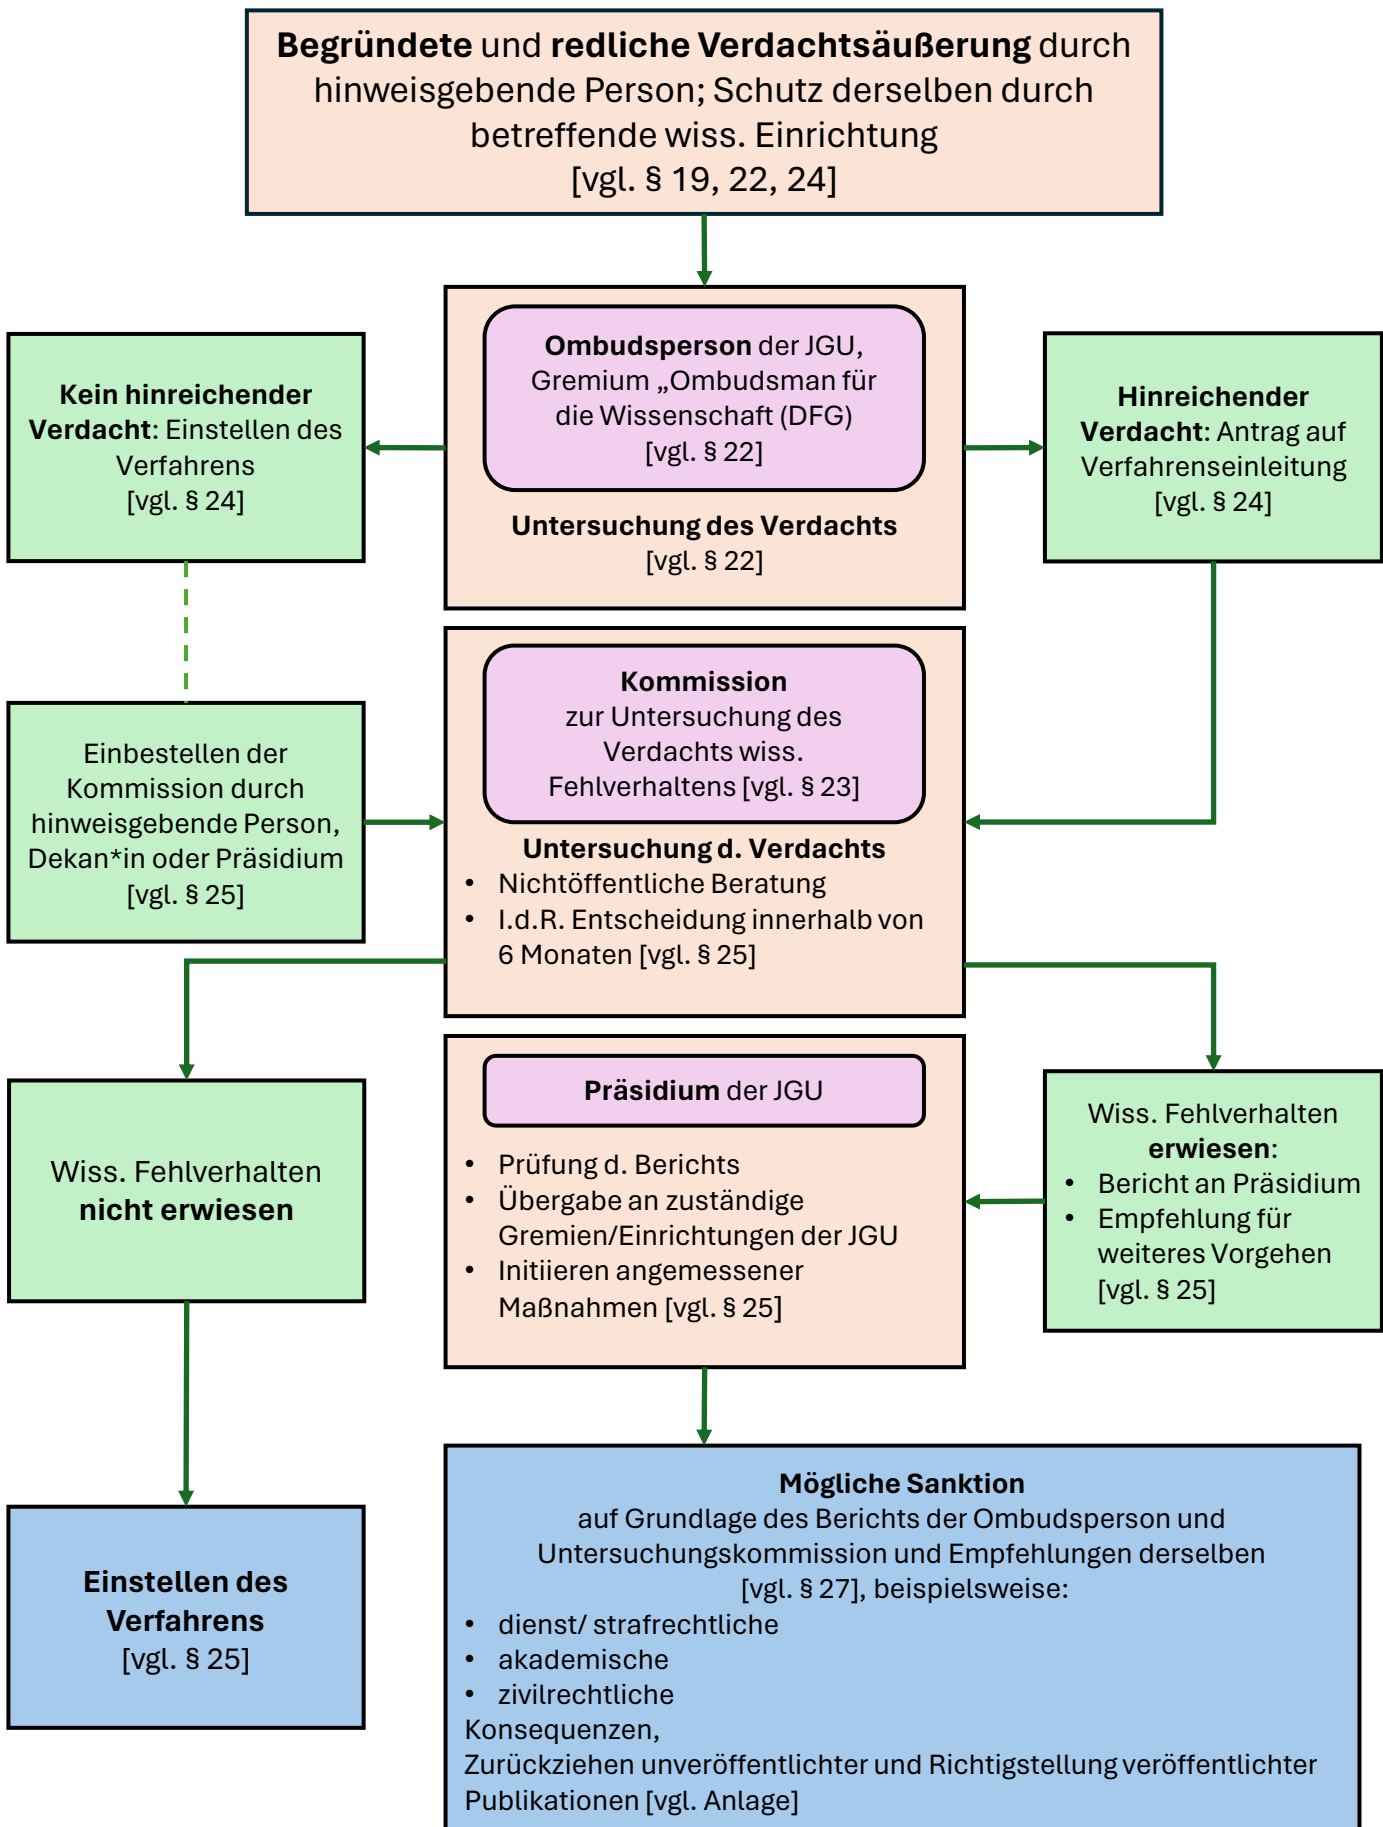 Begründete und redliche Verdachtsäußerung durch
hinweisgebende Person; Schutz derselben durch
betreffende wiss. Einrichtung
[vgl. § 19, 22, 24]
Ombudsperson der JGU,
Gremium „Ombudsman für
die Wissenschaft (DFG)
[vgl. § 22]
Untersuchung des Verdachts
[vgl. § 22]
Kein hinreichender
Verdacht: Einstellen des
Verfahrens
[vgl. § 24]
Hinreichender
Verdacht: Antrag auf
Verfahrenseinleitung
[vgl. § 24]
Einbestellen der
Kommission durch
hinweisgebende Person,
Dekan*in oder Präsidium
[vgl. § 25]
Kommission
zur Untersuchung des
Verdachts wiss.
Fehlverhaltens [vgl. § 23]
Untersuchung d. Verdachts
• Nichtöffentliche Beratung
• I.d.R. Entscheidung innerhalb von
6 Monaten [vgl. § 25]
Wiss. Fehlverhalten
nicht erwiesen
Präsidium der JGU
• Prüfung d. Berichts
• Übergabe an zuständige
Gremien/Einrichtungen der JGU
• Initiieren angemessener
Maßnahmen [vgl. § 25]
Wiss. Fehlverhalten
erwiesen:
• Bericht an Präsidium
• Empfehlung für
weiteres Vorgehen
[vgl. § 25]
Einstellen des
Verfahrens
[vgl. § 25]
Mögliche Sanktion
auf Grundlage des Berichts der Ombudsperson und
Untersuchungskommission und Empfehlungen derselben
[vgl. § 27], beispielsweise:
• dienst/ strafrechtliche
• akademische
• zivilrechtliche
Konsequenzen,
Zurückziehen unveröffentlichter und Richtigstellung veröffentlichter
Publikationen [vgl. Anlage]